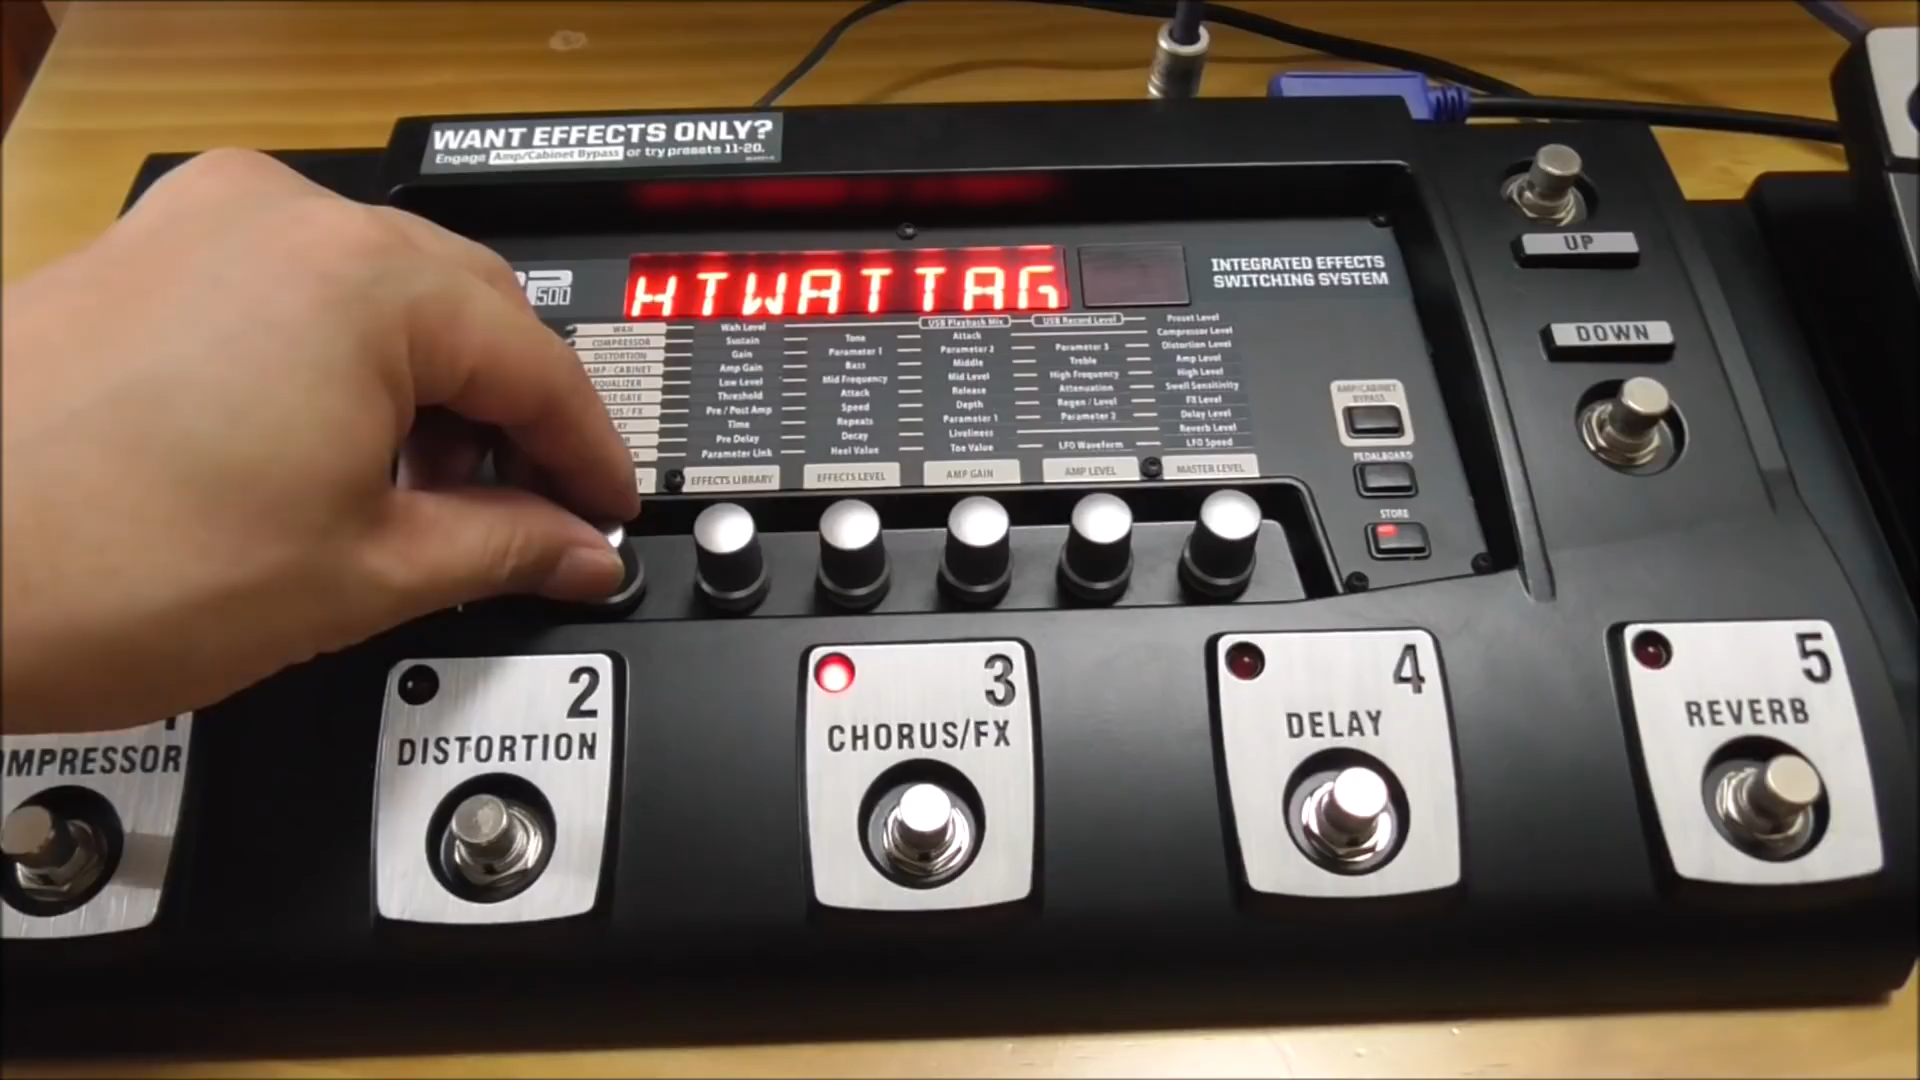 WANT EFFECTS ONLY?
Engage Amp/Cabinet Bypass or try presets 11-20.
500
HTWATTAG
INTEGRATED EFFECTS
SWITCHING SYSTEM
USB Playback Mix USB Record Level
WAH Wah Level Preset Level
COMPRESSOR Sustain Tone Attack Compressor Level
DISTORTION Gain Parameter 1 Parameter 2 Parameter 3 Distortion Level
AMP / CABINET Amp Gain Bass Middle Treble Amp Level
EQUALIZER Low Level Mid Frequency Mid Level High Frequency High Level
Threshold Attack Release Attenuation Swell Sensitivity
Pre / Post Amp Speed Depth Regen / Level FX Level
Time Repeats Parameter 1 Parameter 2 Delay Level
Pre Delay Decay Liveliness Reverb Level
Parameter Link Heel Value Toe Value LFO Waveform LFO Speed
EFFECTS LIBRARY EFFECTS LEVEL AMP GAIN AMP LEVEL MASTER LEVEL
AMP/CABINET
BYPASS
PEDALBOARD
STORE
UP
DOWN
OMPRESSOR
2
DISTORTION
3
CHORUS/FX
4
DELAY
5
REVERB